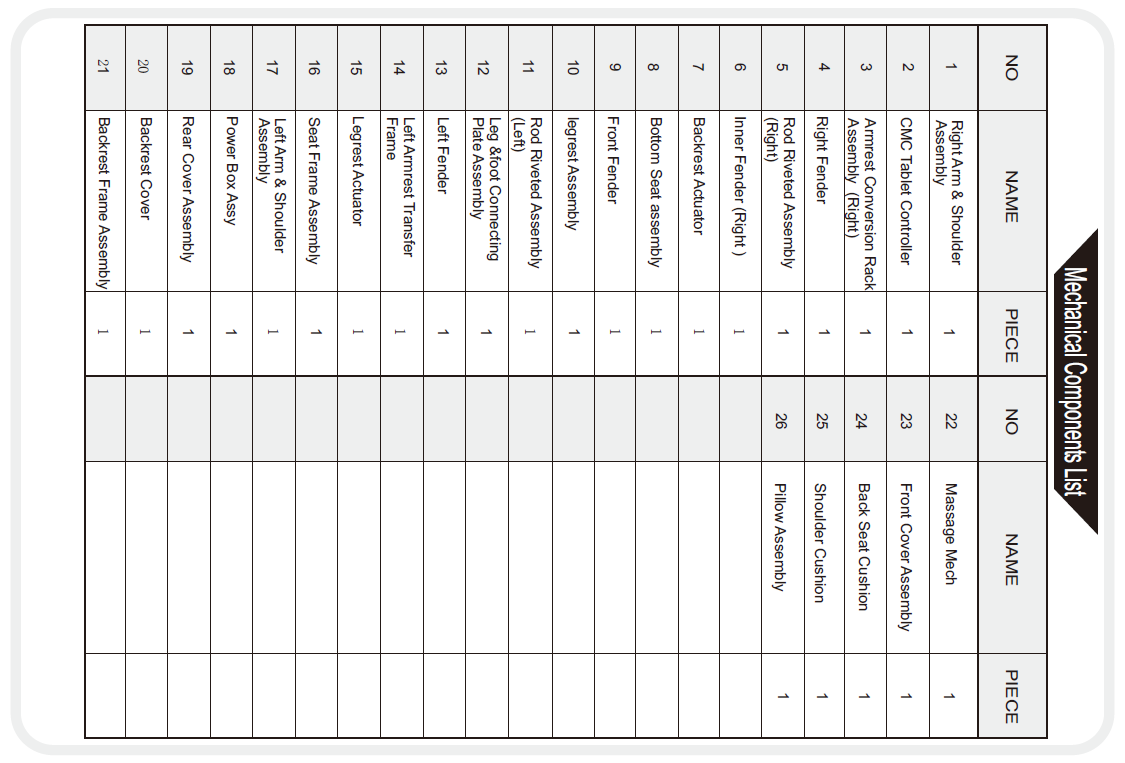 Mechanical Components List
NO NAME PIECE NO NAME PIECE
1 Right Arm & Shoulder Assembly 1 22 Massage Mech 1
2 CMC Tablet Controller 1 23 Front Cover Assembly 1
3 Armrest Conversion Rack Assembly (Right) 1 24 Back Seat Cushion 1
4 Right Fender 1 25 Shoulder Cushion 1
5 Rod Riveted Assembly (Right) 1 26 Pillow Assembly 1
6 Inner Fender (Right ) 1
7 Backrest Actuator 1
8 Bottom Seat assembly 1
9 Front Fender 1
10 legrest Assembly 1
11 Rod Riveted Assembly (Left) 1
12 Leg &foot Connecting Plate Assembly 1
13 Left Fender 1
14 Left Armrest Transfer Frame 1
15 Legrest Actuator 1
16 Seat Frame Assembly 1
17 Left Arm & Shoulder Assembly 1
18 Power Box Assy 1
19 Rear Cover Assembly 1
20 Backrest Cover 1
21 Backrest Frame Assembly 1